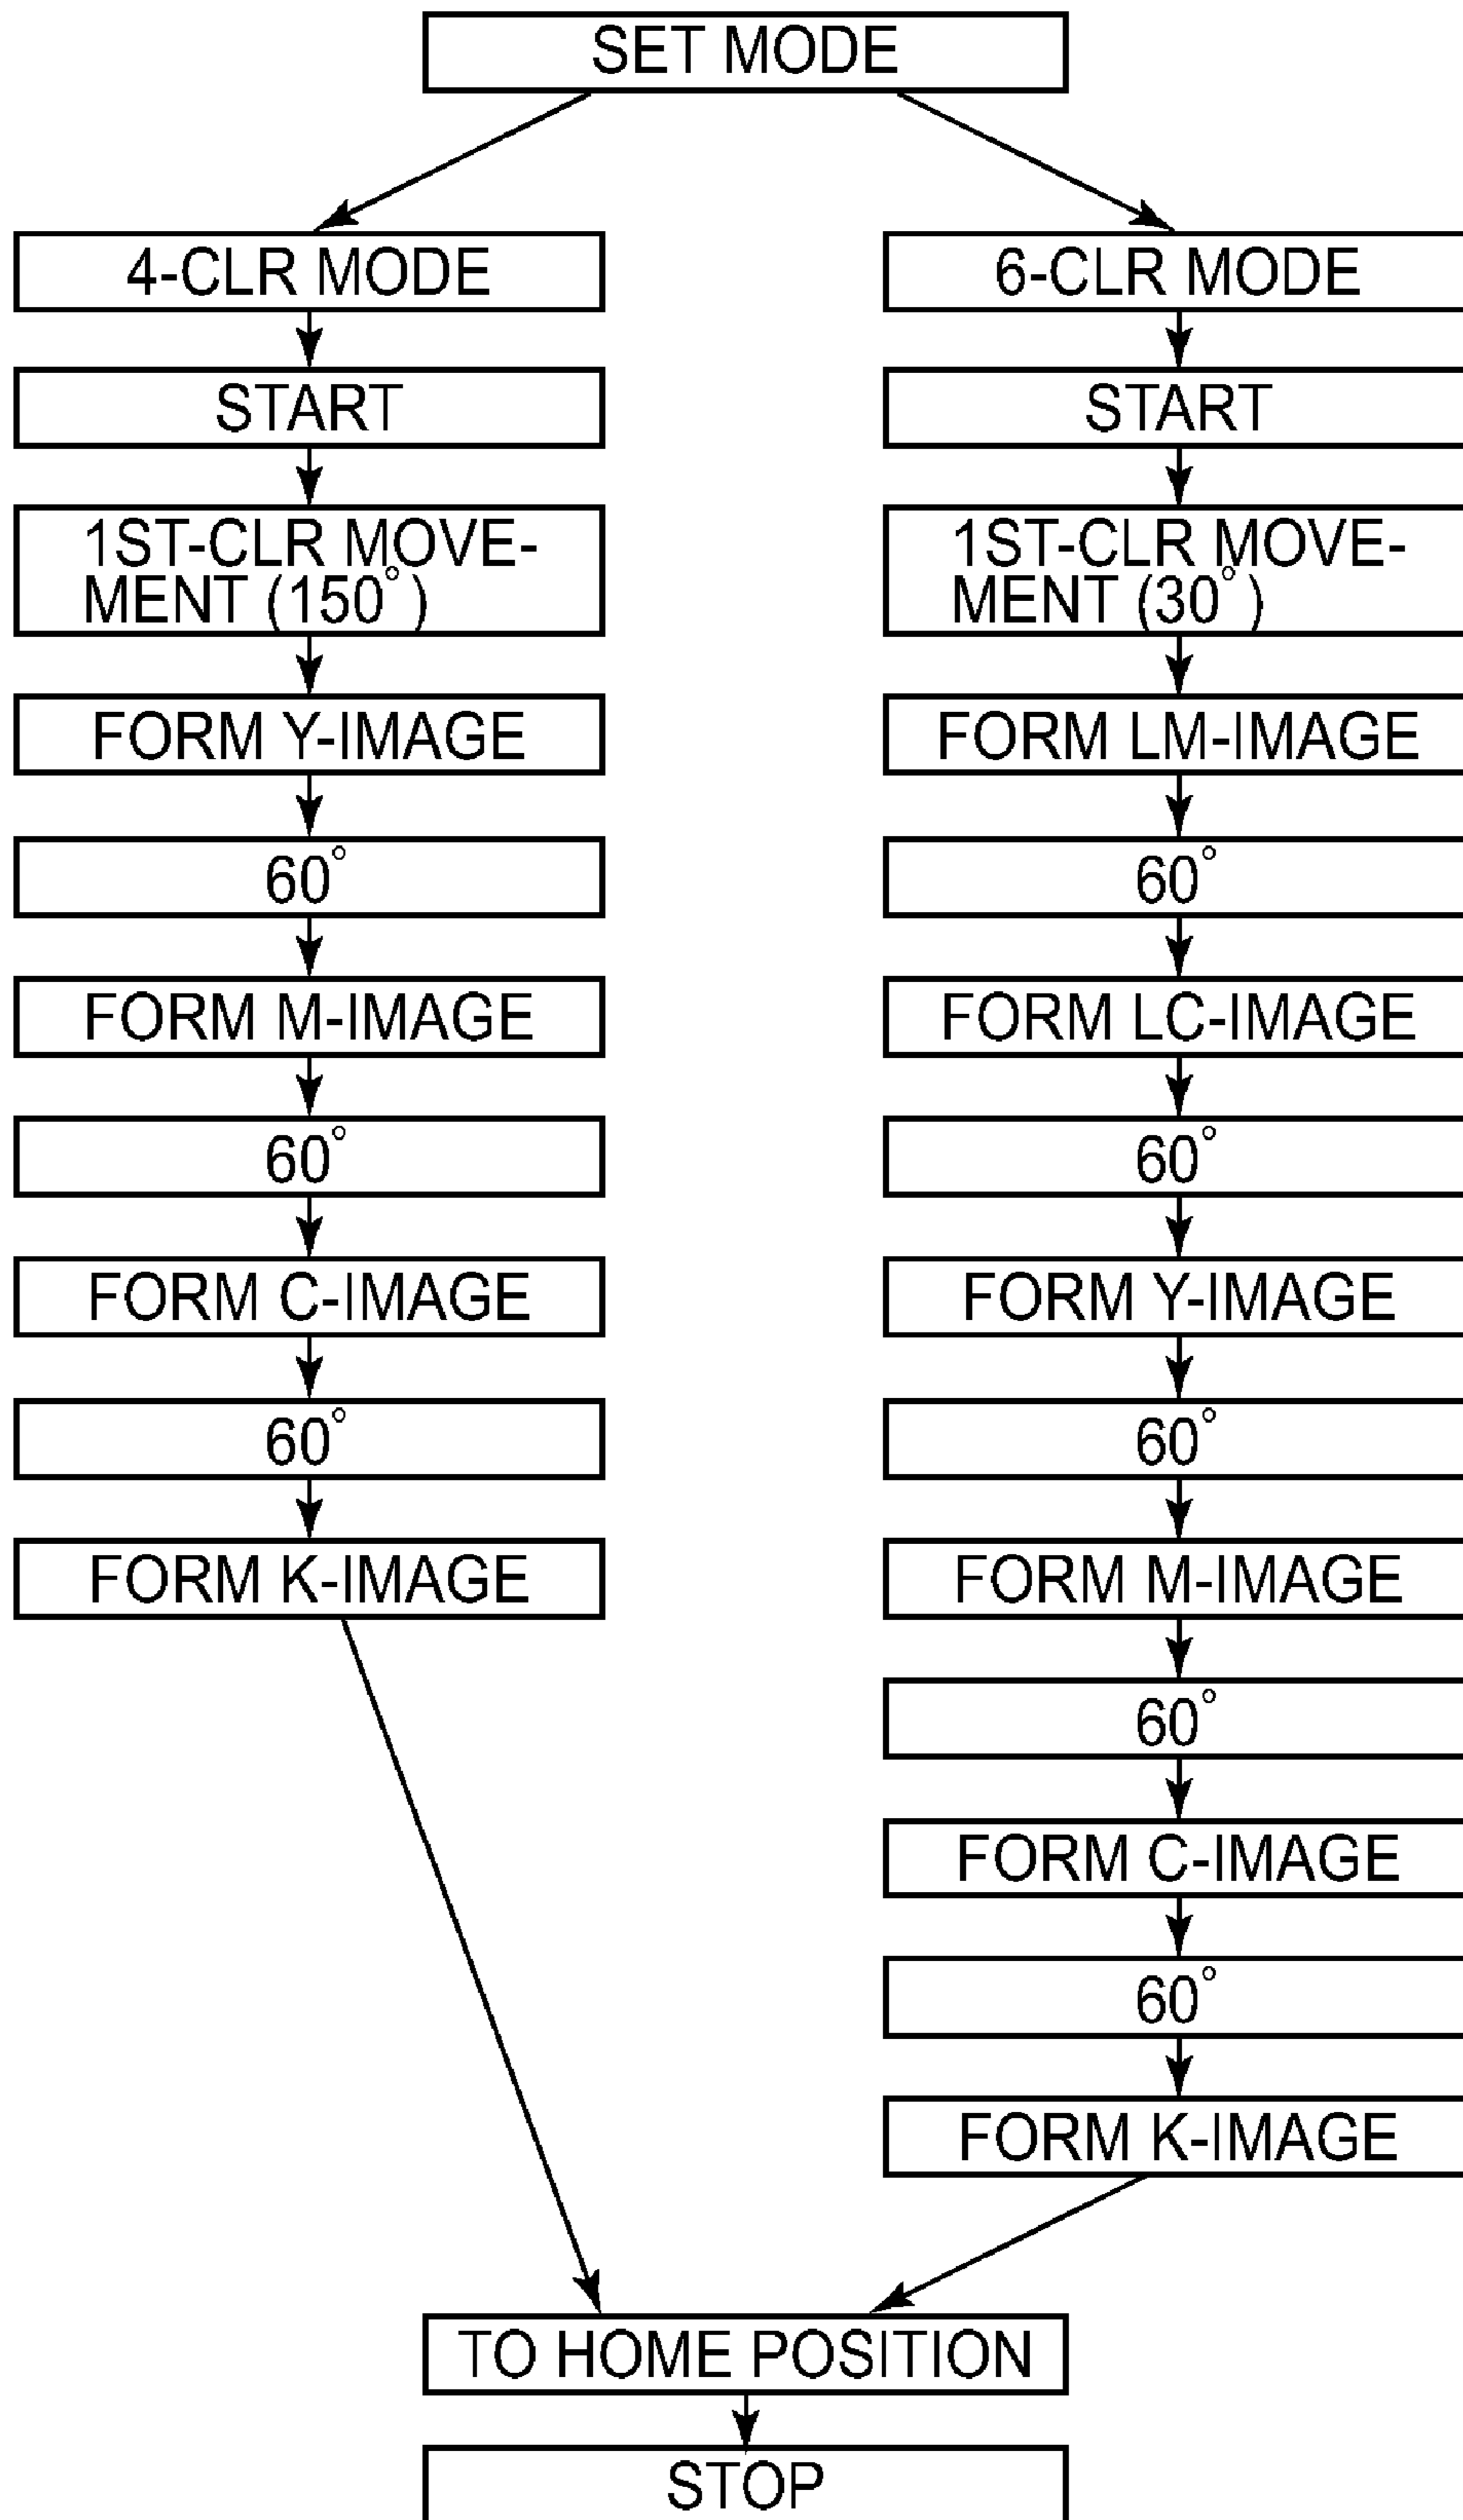 SET MODE
4-CLR MODE
START
1ST-CLR MOVE-
MENT (150°)
FORM Y-IMAGE
60°
FORM M-IMAGE
60°
FORM C-IMAGE
60°
FORM K-IMAGE
6-CLR MODE
START
1ST-CLR MOVE-
MENT (30°)
FORM LM-IMAGE
60°
FORM LC-IMAGE
60°
FORM Y-IMAGE
60°
FORM M-IMAGE
60°
FORM C-IMAGE
60°
FORM K-IMAGE
TO HOME POSITION
STOP